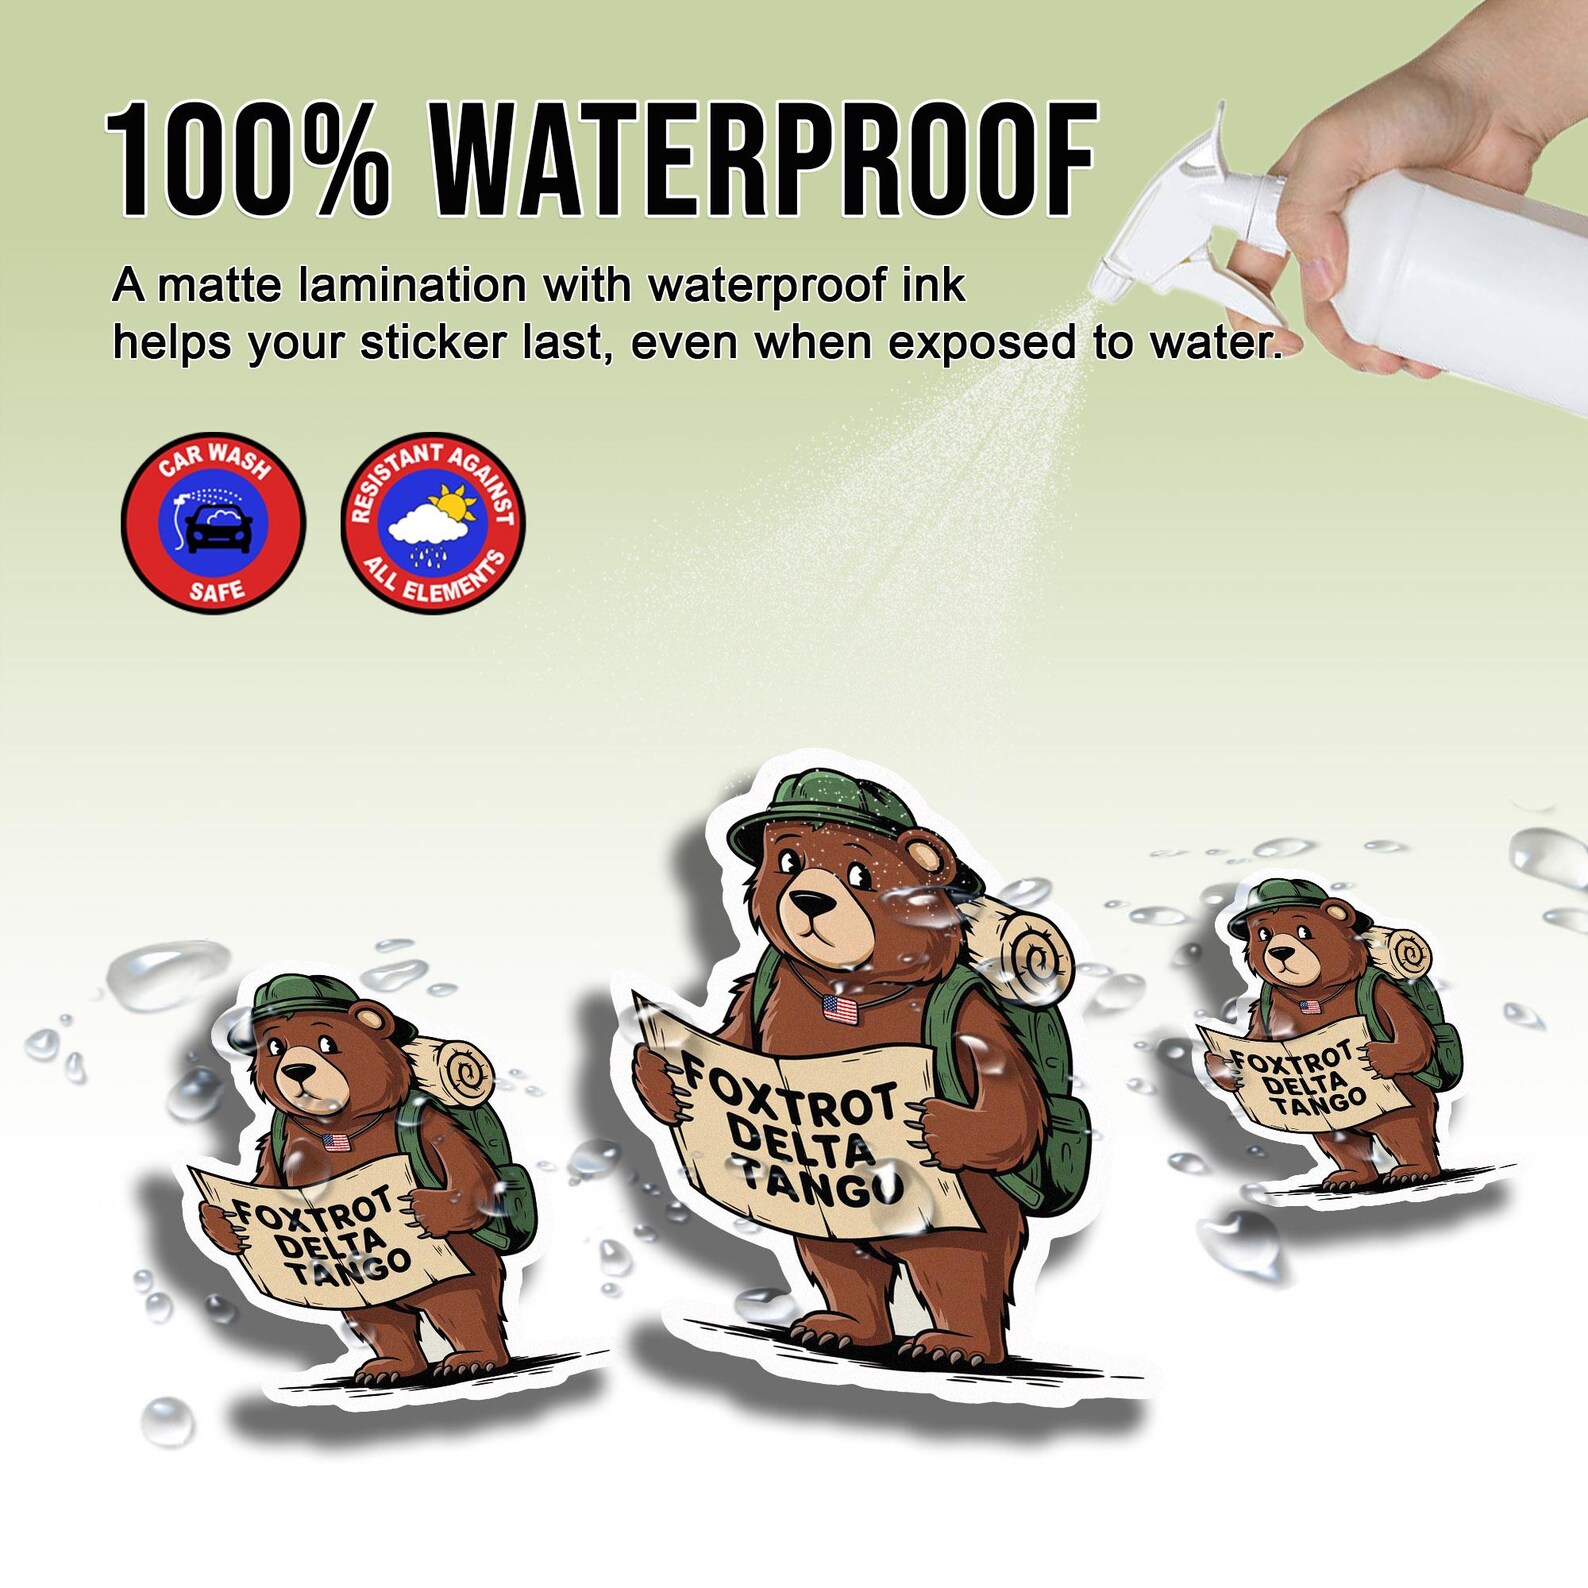 100% WATERPROOF
A matte lamination with waterproof ink
helps your sticker last, even when exposed to water.
CAR WASH
SAFE
RESISTANT AGAINST
ALL ELEMENTS
FOXTROT
DELTA
TANGO
FOXTROT
DELTA
TANGO
FOXTROT
DELTA
TANGO